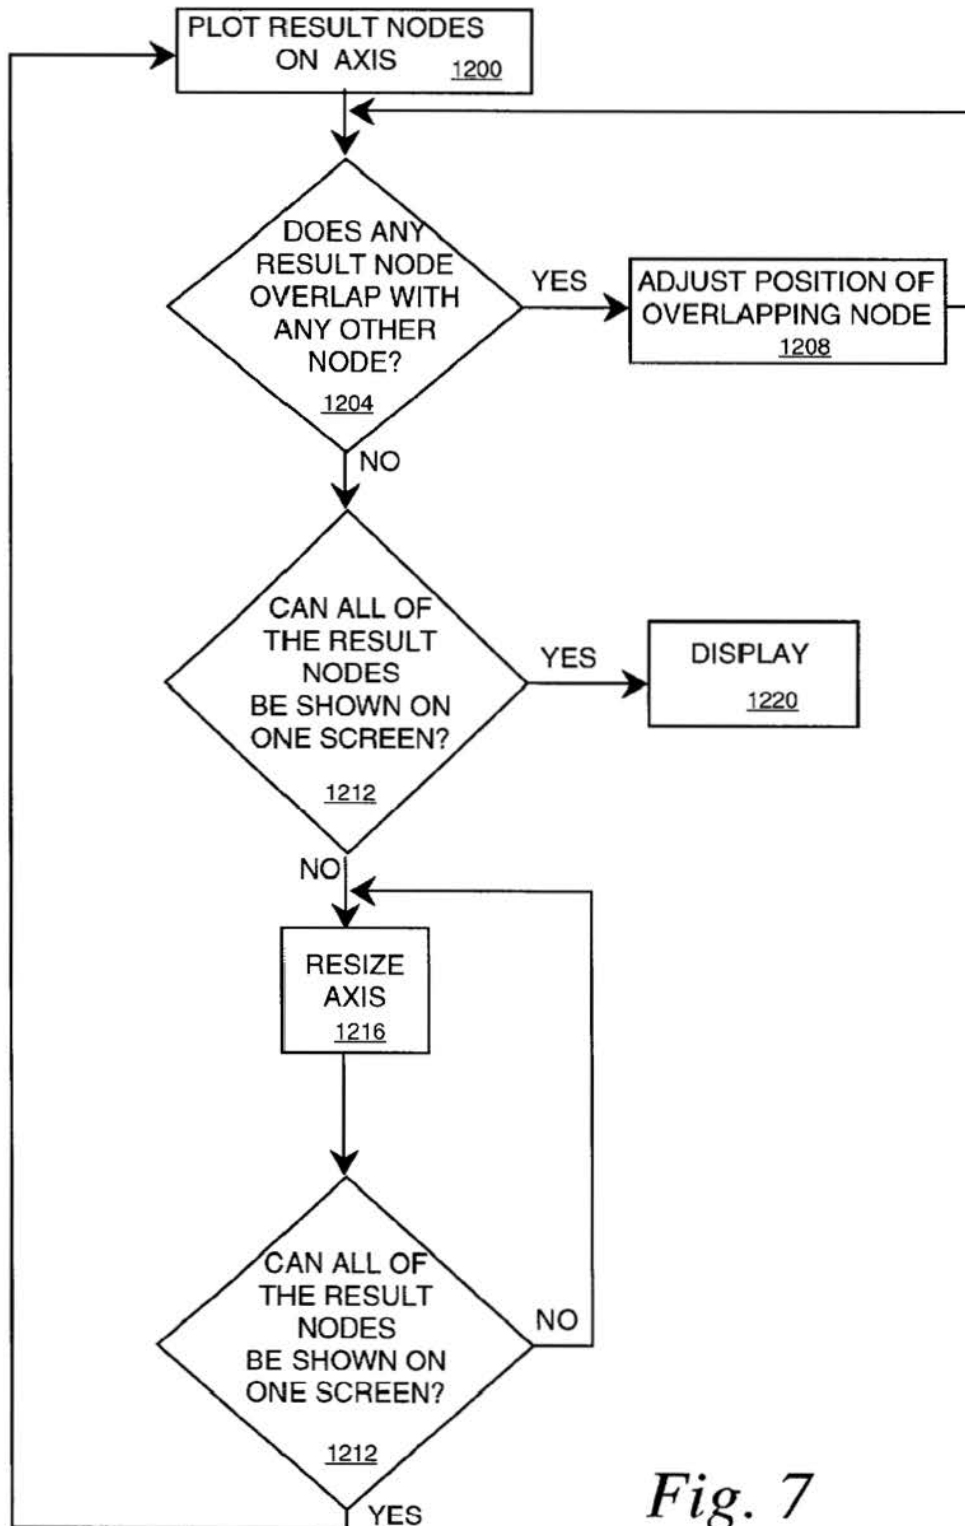 PLOT RESULT NODES
ON AXIS 1200
DOES ANY
RESULT NODE
OVERLAP WITH
ANY OTHER
NODE?
1204
YES
ADJUST POSITION OF
OVERLAPPING NODE
1208
NO
CAN ALL OF
THE RESULT
NODES
BE SHOWN ON
ONE SCREEN?
1212
YES
DISPLAY
1220
NO
RESIZE
AXIS
1216
CAN ALL OF
THE RESULT
NODES
BE SHOWN ON
ONE SCREEN?
1212
NO
YES
Fig. 7